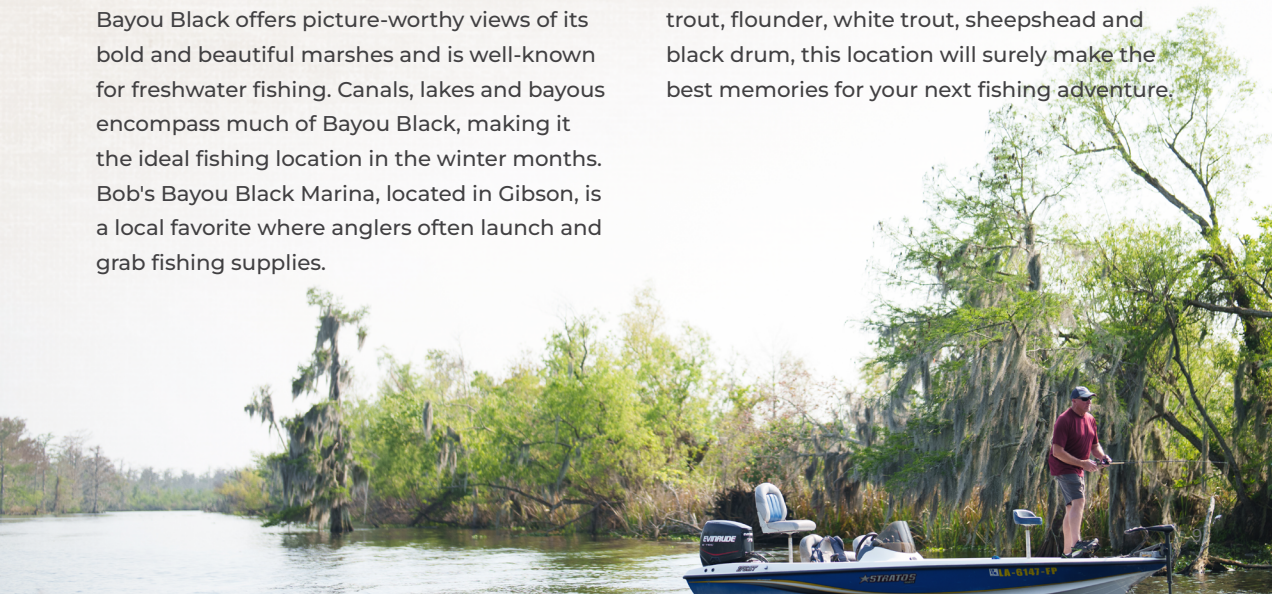 Bayou Black offers picture-worthy views of its
bold and beautiful marshes and is well-known
for freshwater fishing. Canals, lakes and bayous
encompass much of Bayou Black, making it
the ideal fishing location in the winter months.
Bob's Bayou Black Marina, located in Gibson, is
a local favorite where anglers often launch and
grab fishing supplies.
trout, flounder, white trout, sheepshead and
black drum, this location will surely make the
best memories for your next fishing adventure.
EVINRUDE
STRATOS
LA-6147-FP